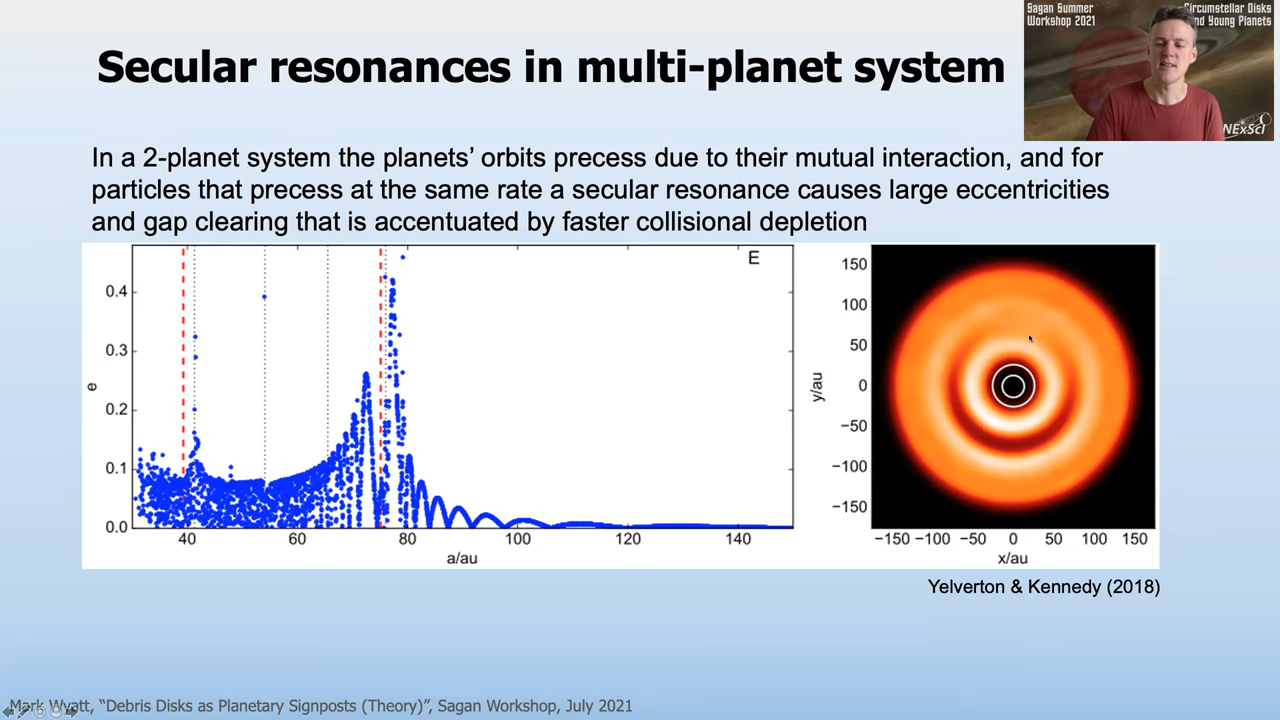 Sagan Summer
Workshop 2021
Circumstellar Disks
and Young Planets
NExScI
Secular resonances in multi-planet system
In a 2-planet system the planets’ orbits precess due to their mutual interaction, and for
particles that precess at the same rate a secular resonance causes large eccentricities
and gap clearing that is accentuated by faster collisional depletion
E
0.4
0.3
0.2
0.1
0.0
e
40 60 80 100 120 140
a/au
150
100
50
0
−50
−100
−150
y/au
−150 −100 −50 0 50 100 150
x/au
Yelverton & Kennedy (2018)
Mark Wyatt, “Debris Disks as Planetary Signposts (Theory)”, Sagan Workshop, July 2021